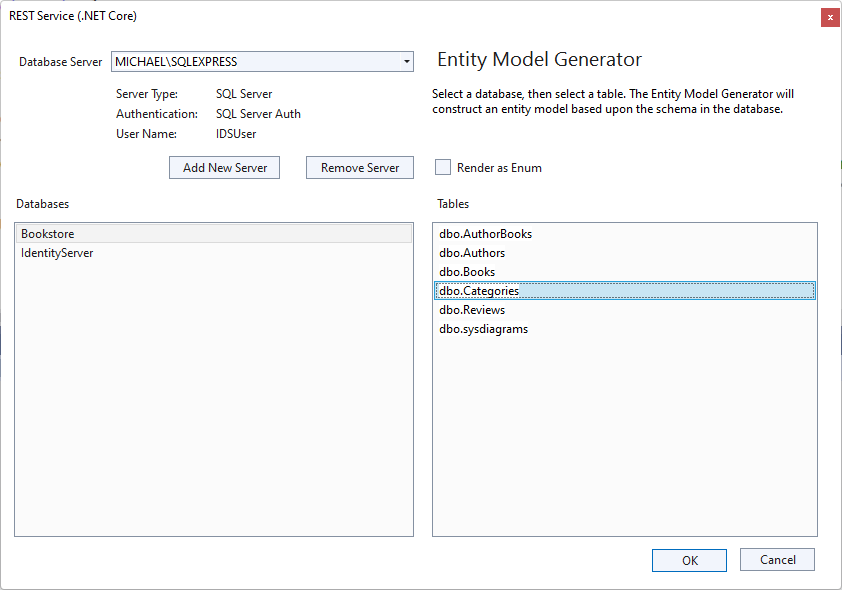 REST Service (.NET Core)
x
Database Server MICHAEL\SQLEXPRESS
Server Type: SQL Server
Authentication: SQL Server Auth
User Name: IDSUser
Add New Server Remove Server
Entity Model Generator
Select a database, then select a table. The Entity Model Generator will
construct an entity model based upon the schema in the database.
Render as Enum
Databases
Bookstore
IdentityServer
Tables
dbo.AuthorBooks
dbo.Authors
dbo.Books
dbo.Categories
dbo.Reviews
dbo.sysdiagrams
OK Cancel